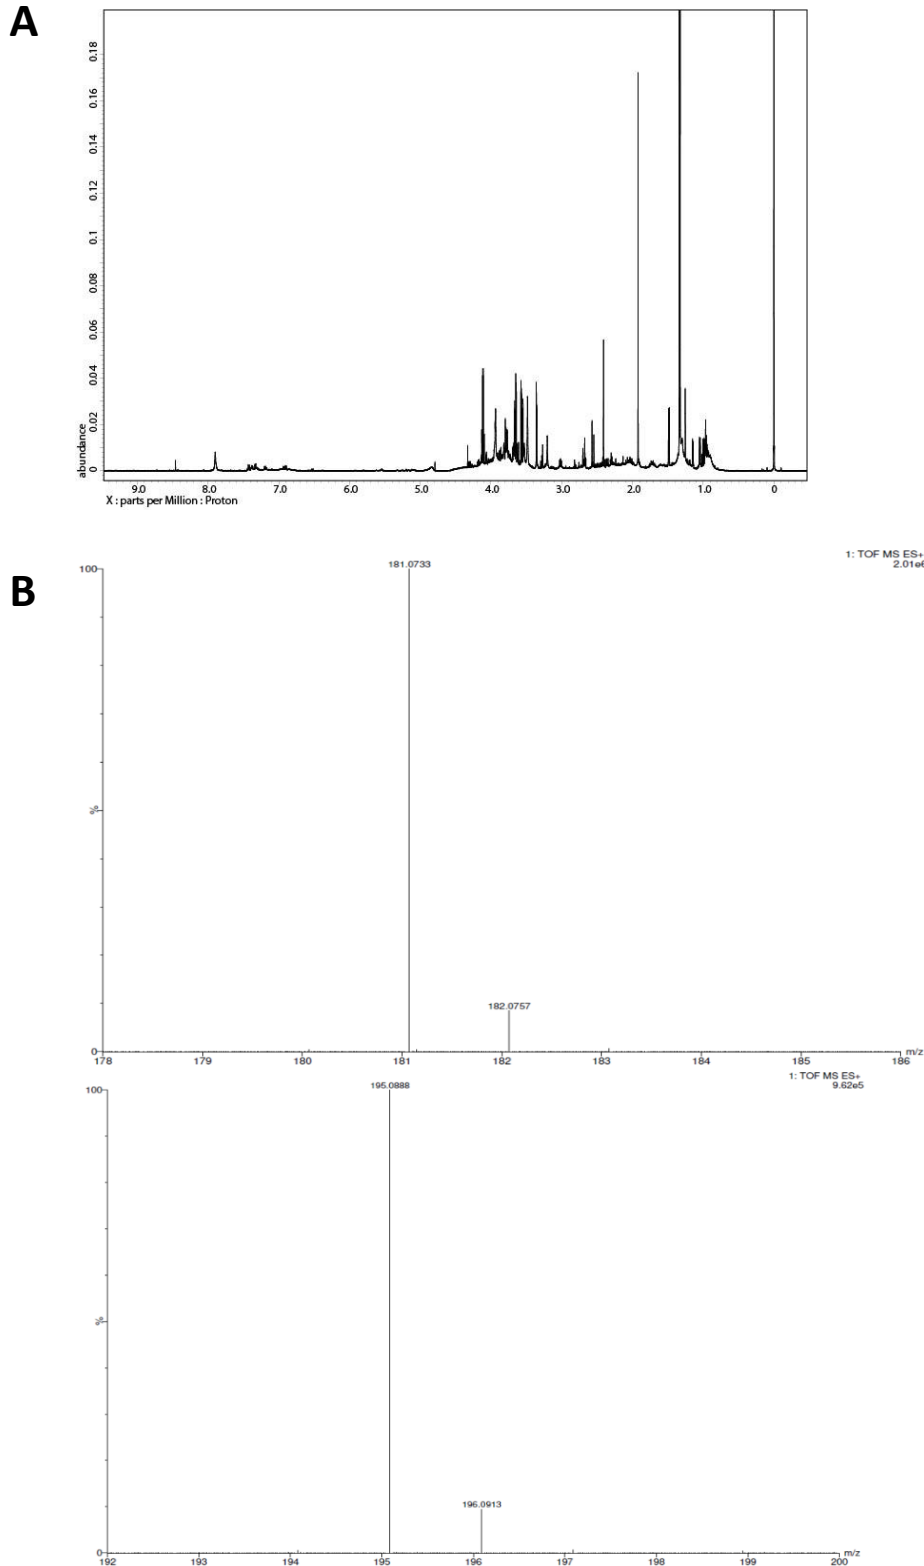 A
0.18
0.16
0.14
0.12
0.1
0.08
0.06
0.04
0.02
0
abundance
9.0 8.0 7.0 6.0 5.0 4.0 3.0 2.0 1.0 0
X : parts per Million : Proton
B
1: TOF MS ES+
2.01e6
100
181.0733
%
182.0757
0
178 179 180 181 182 183 184 185 186
m/z
1: TOF MS ES+
9.62e5
100
195.0888
%
196.0913
0
192 193 194 195 196 197 198 199 200
m/z